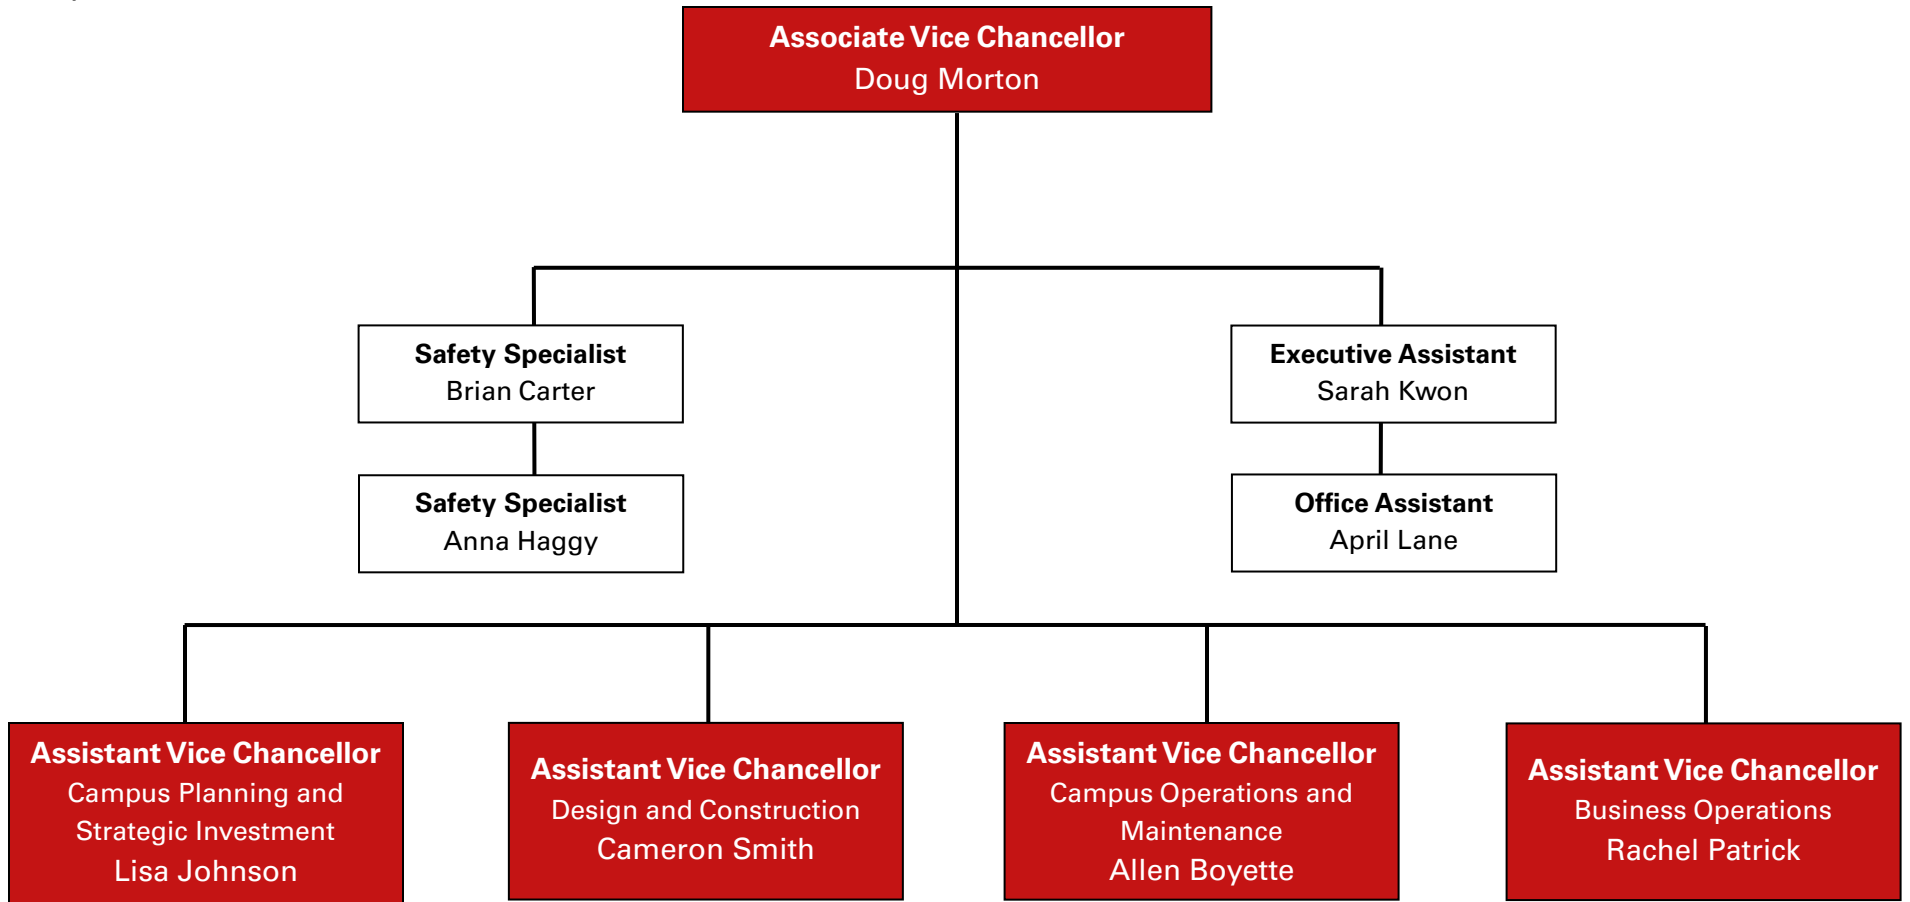 Associate Vice Chancellor
Doug Morton
Safety Specialist
Brian Carter
Executive Assistant
Sarah Kwon
Safety Specialist
Anna Haggy
Office Assistant
April Lane
Assistant Vice Chancellor
Campus Planning and
Strategic Investment
Lisa Johnson
Assistant Vice Chancellor
Design and Construction
Cameron Smith
Assistant Vice Chancellor
Campus Operations and
Maintenance
Allen Boyette
Assistant Vice Chancellor
Business Operations
Rachel Patrick